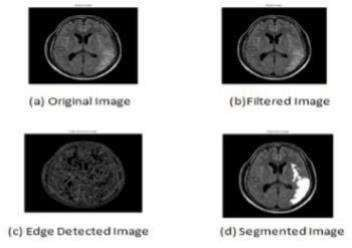 (a) Original Image
(b)Filtered Image
(c) Edge Detected Image
(d) Segmented Image